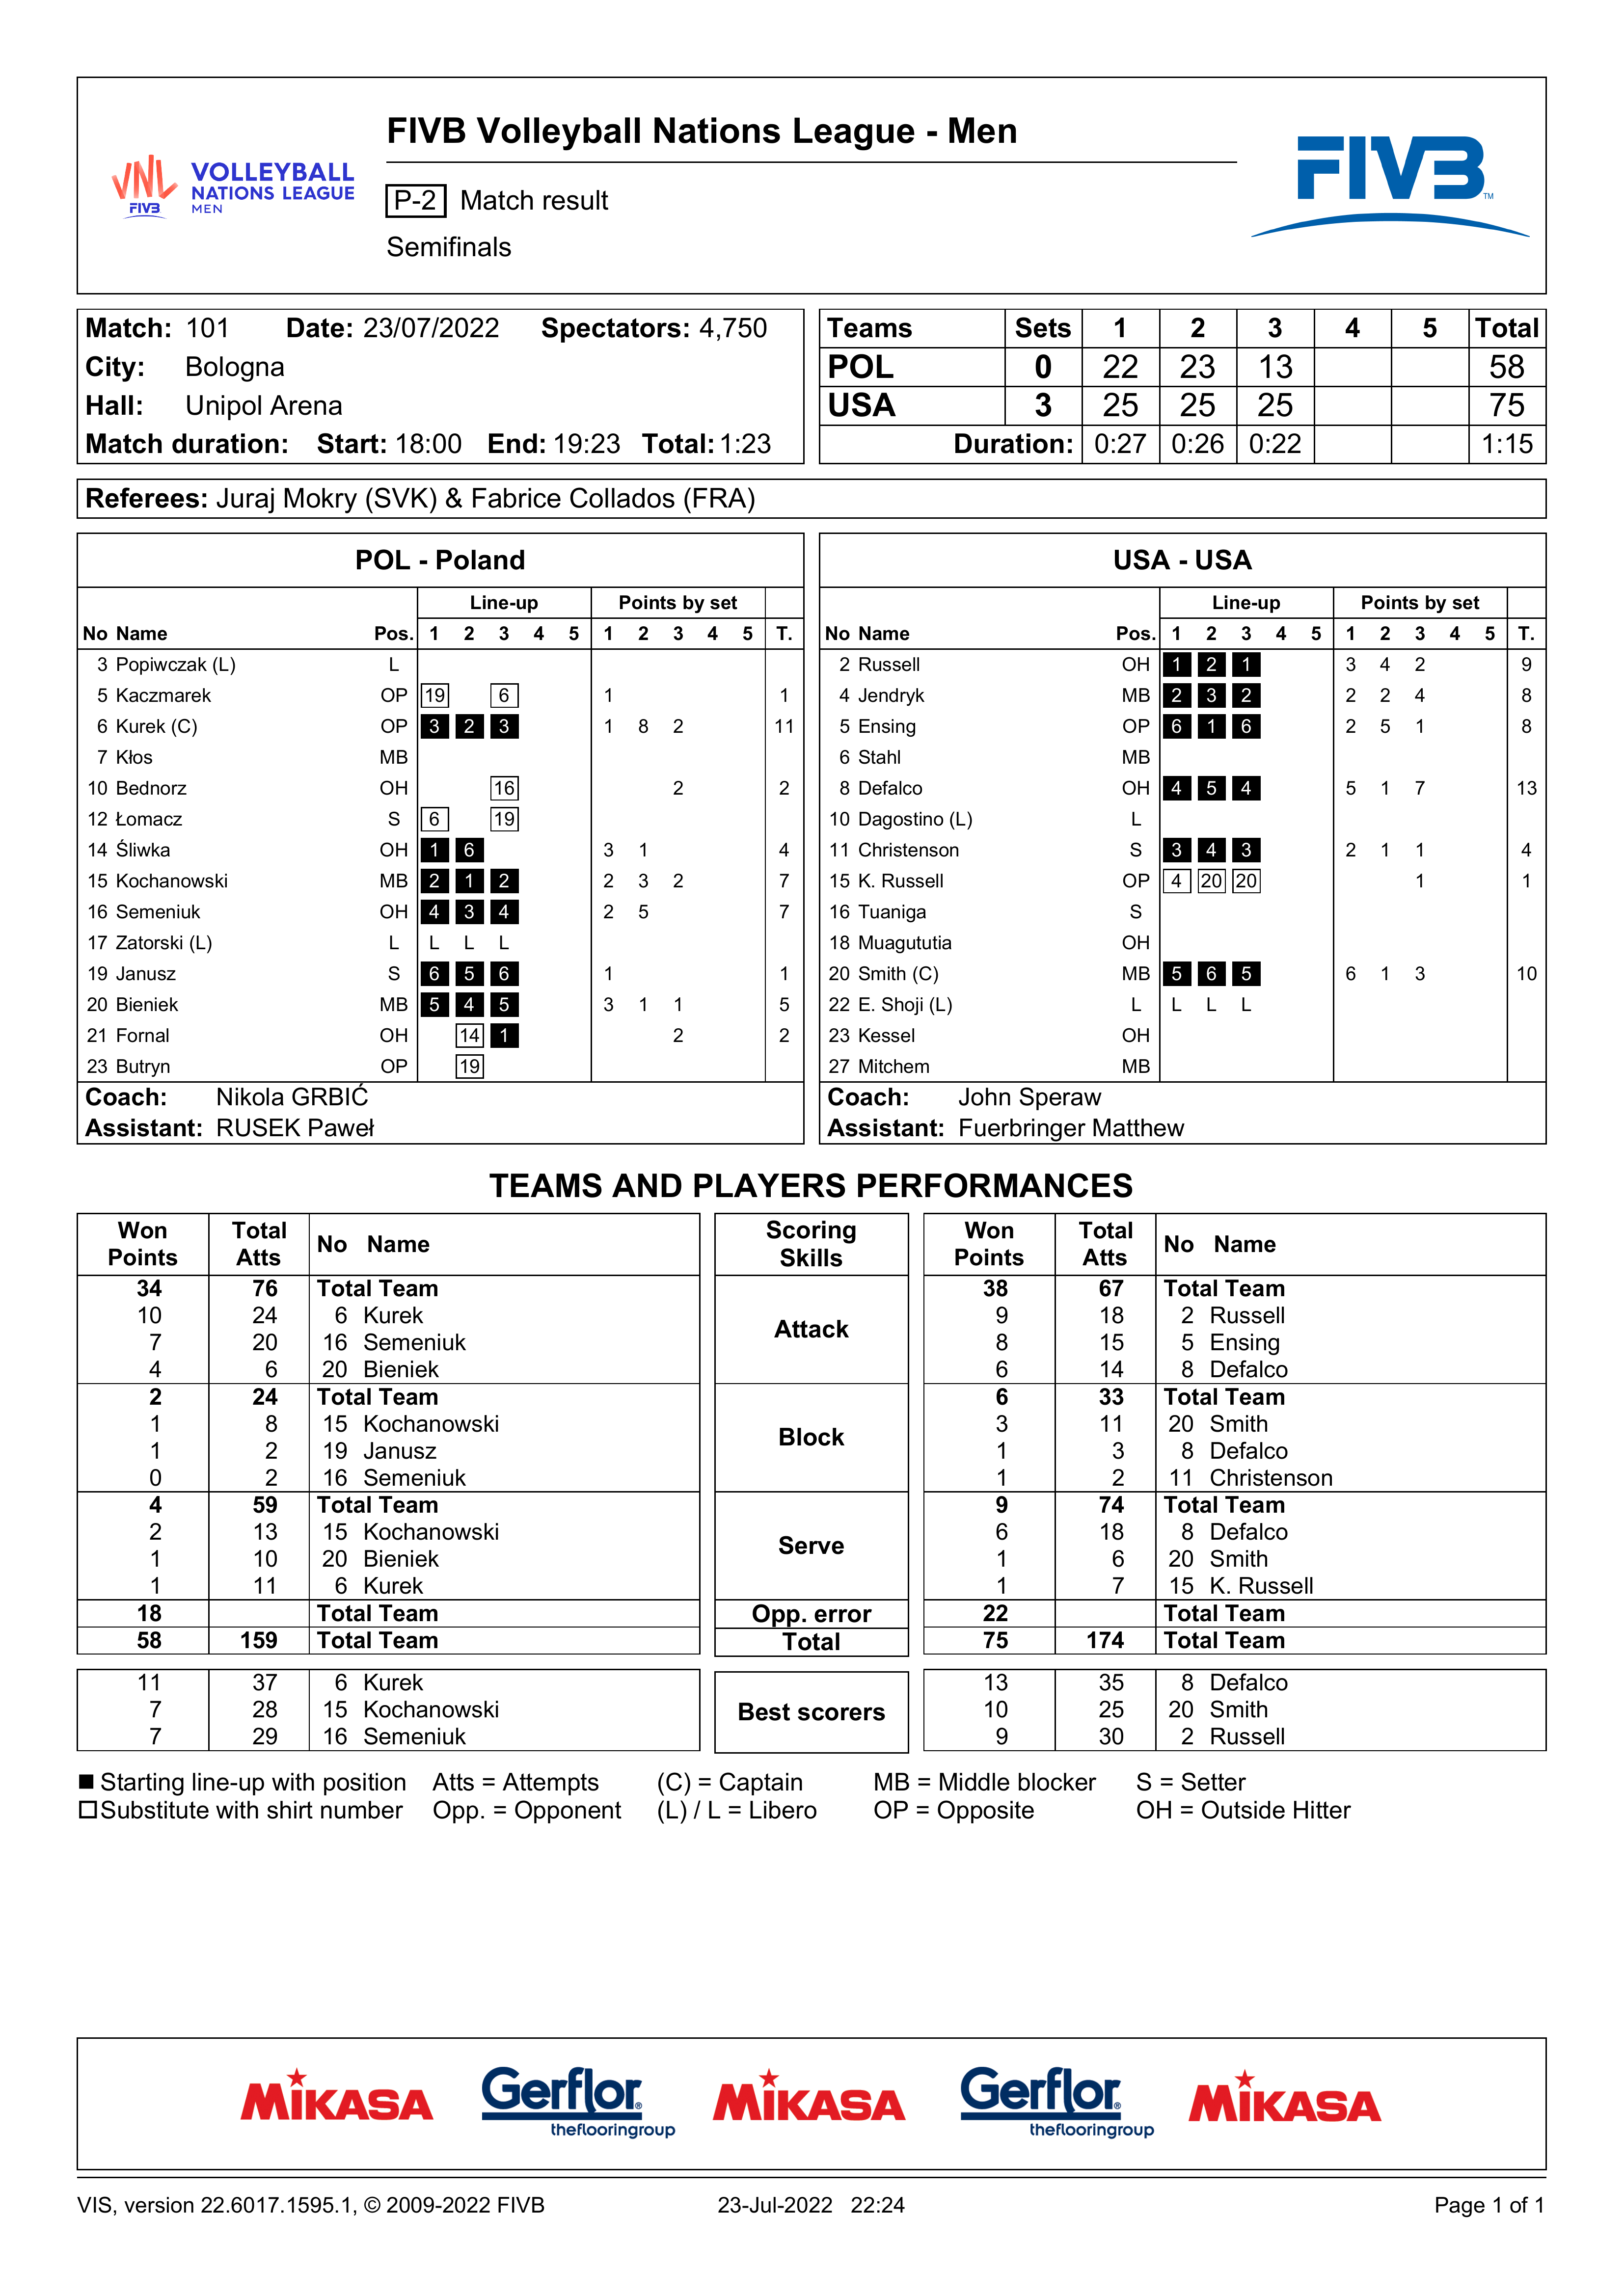 FIVB Volleyball Nations League - Men
VNL FIVB VOLLEYBALL NATIONS LEAGUE MEN
P-2 Match result
Semifinals
FIVB TM
Match: 101 Date: 23/07/2022 Spectators: 4,750
City: Bologna
Hall: Unipol Arena
Match duration: Start: 18:00 End: 19:23 Total: 1:23
Teams Sets 1 2 3 4 5 Total
POL 0 22 23 13 58
USA 3 25 25 25 75
Duration: 0:27 0:26 0:22 1:15
Referees: Juraj Mokry (SVK) & Fabrice Collados (FRA)
POL - Poland
Line-up Points by set
No Name Pos. 1 2 3 4 5 1 2 3 4 5 T.
3 Popiwczak (L) L
5 Kaczmarek OP 19 6 1 1
6 Kurek (C) OP 3 2 3 1 8 2 11
7 Kłos MB
10 Bednorz OH 16 2 2
12 Łomacz S 6 19
14 Śliwka OH 1 6 3 1 4
15 Kochanowski MB 2 1 2 2 3 2 7
16 Semeniuk OH 4 3 4 2 5 7
17 Zatorski (L) L L L L
19 Janusz S 6 5 6 1 1
20 Bieniek MB 5 4 5 3 1 1 5
21 Fornal OH 14 1 2 2
23 Butryn OP 19
Coach: Nikola GRBIĆ
Assistant: RUSEK Paweł
USA - USA
Line-up Points by set
No Name Pos. 1 2 3 4 5 1 2 3 4 5 T.
2 Russell OH 1 2 1 3 4 2 9
4 Jendryk MB 2 3 2 2 2 4 8
5 Ensing OP 6 1 6 2 5 1 8
6 Stahl MB
8 Defalco OH 4 5 4 5 1 7 13
10 Dagostino (L) L
11 Christenson S 3 4 3 2 1 1 4
15 K. Russell OP 4 20 20 1 1
16 Tuaniga S
18 Muagututia OH
20 Smith (C) MB 5 6 5 6 1 3 10
22 E. Shoji (L) L L L L
23 Kessel OH
27 Mitchem MB
Coach: John Speraw
Assistant: Fuerbringer Matthew
TEAMS AND PLAYERS PERFORMANCES
Won Points Total Atts No Name Scoring Skills Won Points Total Atts No Name
34 76 Total Team Attack 38 67 Total Team
10 24 6 Kurek 9 18 2 Russell
7 20 16 Semeniuk 8 15 5 Ensing
4 6 20 Bieniek 6 14 8 Defalco
2 24 Total Team Block 6 33 Total Team
1 8 15 Kochanowski 3 11 20 Smith
1 2 19 Janusz 1 3 8 Defalco
0 2 16 Semeniuk 1 2 11 Christenson
4 59 Total Team Serve 9 74 Total Team
2 13 15 Kochanowski 6 18 8 Defalco
1 10 20 Bieniek 1 6 20 Smith
1 11 6 Kurek 1 7 15 K. Russell
18 Total Team Opp. error 22 Total Team
58 159 Total Team Total 75 174 Total Team
11 37 6 Kurek Best scorers 13 35 8 Defalco
7 28 15 Kochanowski 10 25 20 Smith
7 29 16 Semeniuk 9 30 2 Russell
Starting line-up with position Atts = Attempts (C) = Captain MB = Middle blocker S = Setter
Substitute with shirt number Opp. = Opponent (L) / L = Libero OP = Opposite OH = Outside Hitter
MIKASA Gerflor® theflooringgroup MIKASA Gerflor® theflooringgroup MIKASA
VIS, version 22.6017.1595.1, © 2009-2022 FIVB 23-Jul-2022 22:24 Page 1 of 1